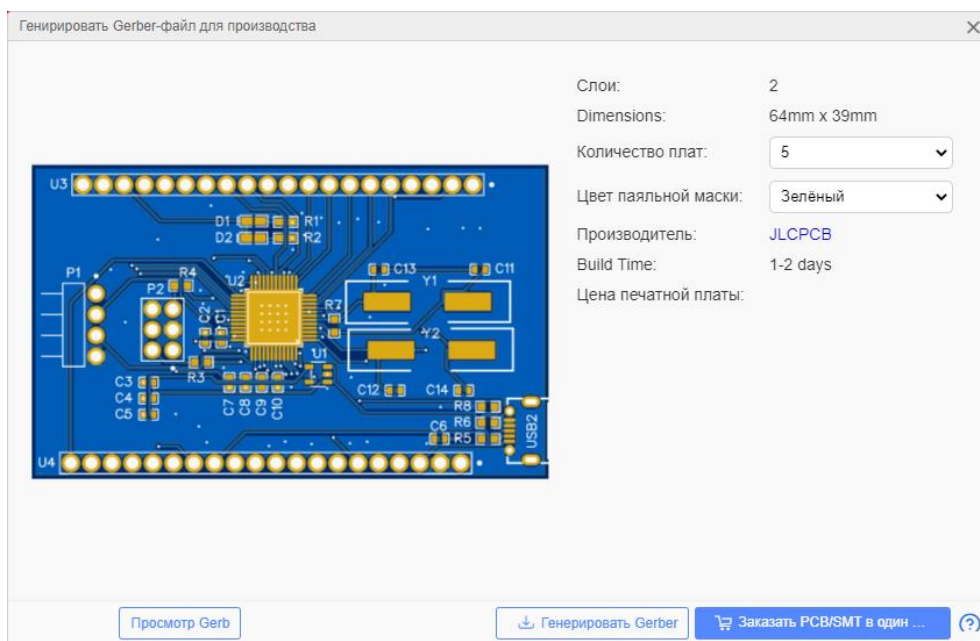 Генирировать Gerber-файл для производства
Слои: 2
Dimensions: 64mm x 39mm
Количество плат: 5
Цвет паяльной маски: Зелёный
Производитель: JLCPCB
Build Time: 1-2 days
Цена печатной платы:
U3
D1 R1
D2 R2
P1
R4
P2
U2
C13 C11
Y1
R7
C2
C1
Y2
R3
U1
C3
C4
C5
C7
C8
C9
C10
C12 C14
R8
C6 R6
R5
USB2
U4
Просмотр Gerb
Генерировать Gerber
Заказать PCB/SMT в один ...
?